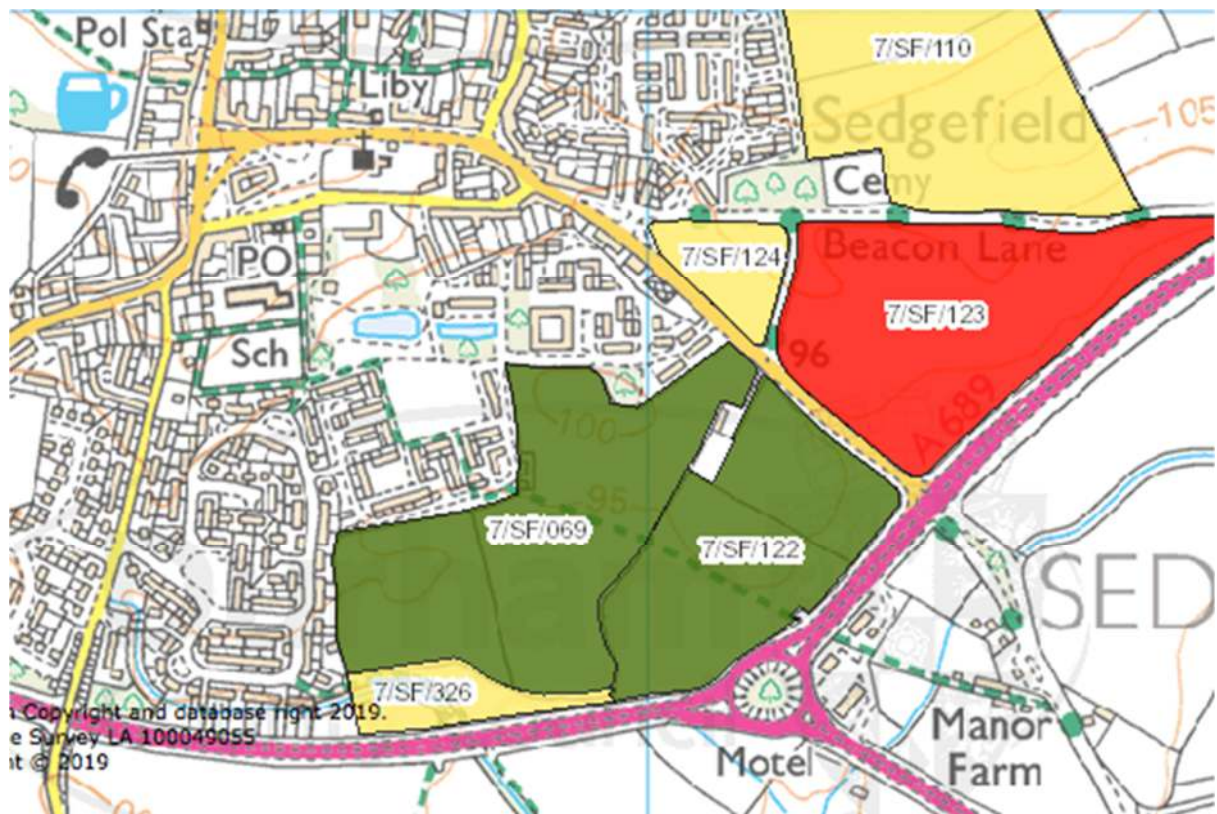 Pol Sta
Liby
7/SF/110
Sedgefield
105
Cemy
7/SF/124
Beacon Lane
PO
7/SF/123
Sch
96
A 689
100
95
7/SF/069
7/SF/122
SED
7/SF/326
Copyright and database right 2019.
e Survey LA 100049055
nt © 2019
Manor
Farm
Motel